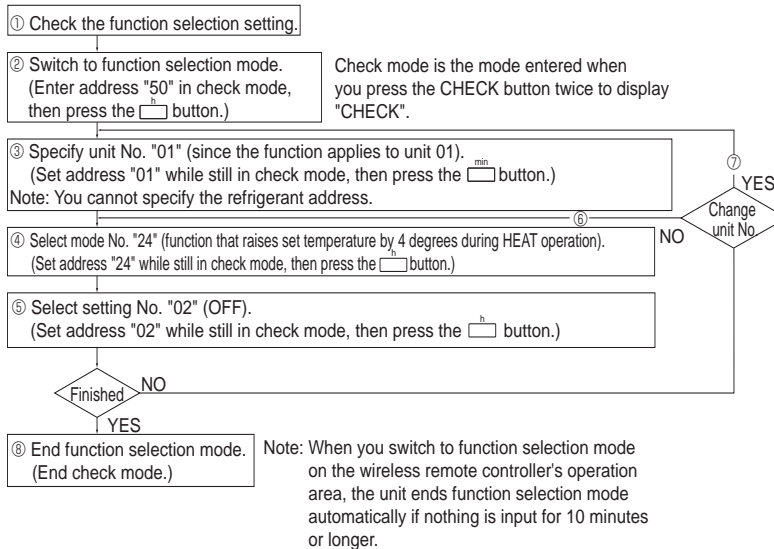 ① Check the function selection setting.
② Switch to function selection mode.
(Enter address "50" in check mode,
then press the h button.)
Check mode is the mode entered when
you press the CHECK button twice to display
"CHECK".
③ Specify unit No. "01" (since the function applies to unit 01).
(Set address "01" while still in check mode, then press the min button.)
Note: You cannot specify the refrigerant address.
⑦
YES
Change
unit No.
⑥
NO
④ Select mode No. "24" (function that raises set temperature by 4 degrees during HEAT operation).
(Set address "24" while still in check mode, then press the h button.)
⑤ Select setting No. "02" (OFF).
(Set address "02" while still in check mode, then press the h button.)
Finished
NO
YES
⑧ End function selection mode.
(End check mode.)
Note: When you switch to function selection mode
on the wireless remote controller's operation
area, the unit ends function selection mode
automatically if nothing is input for 10 minutes
or longer.